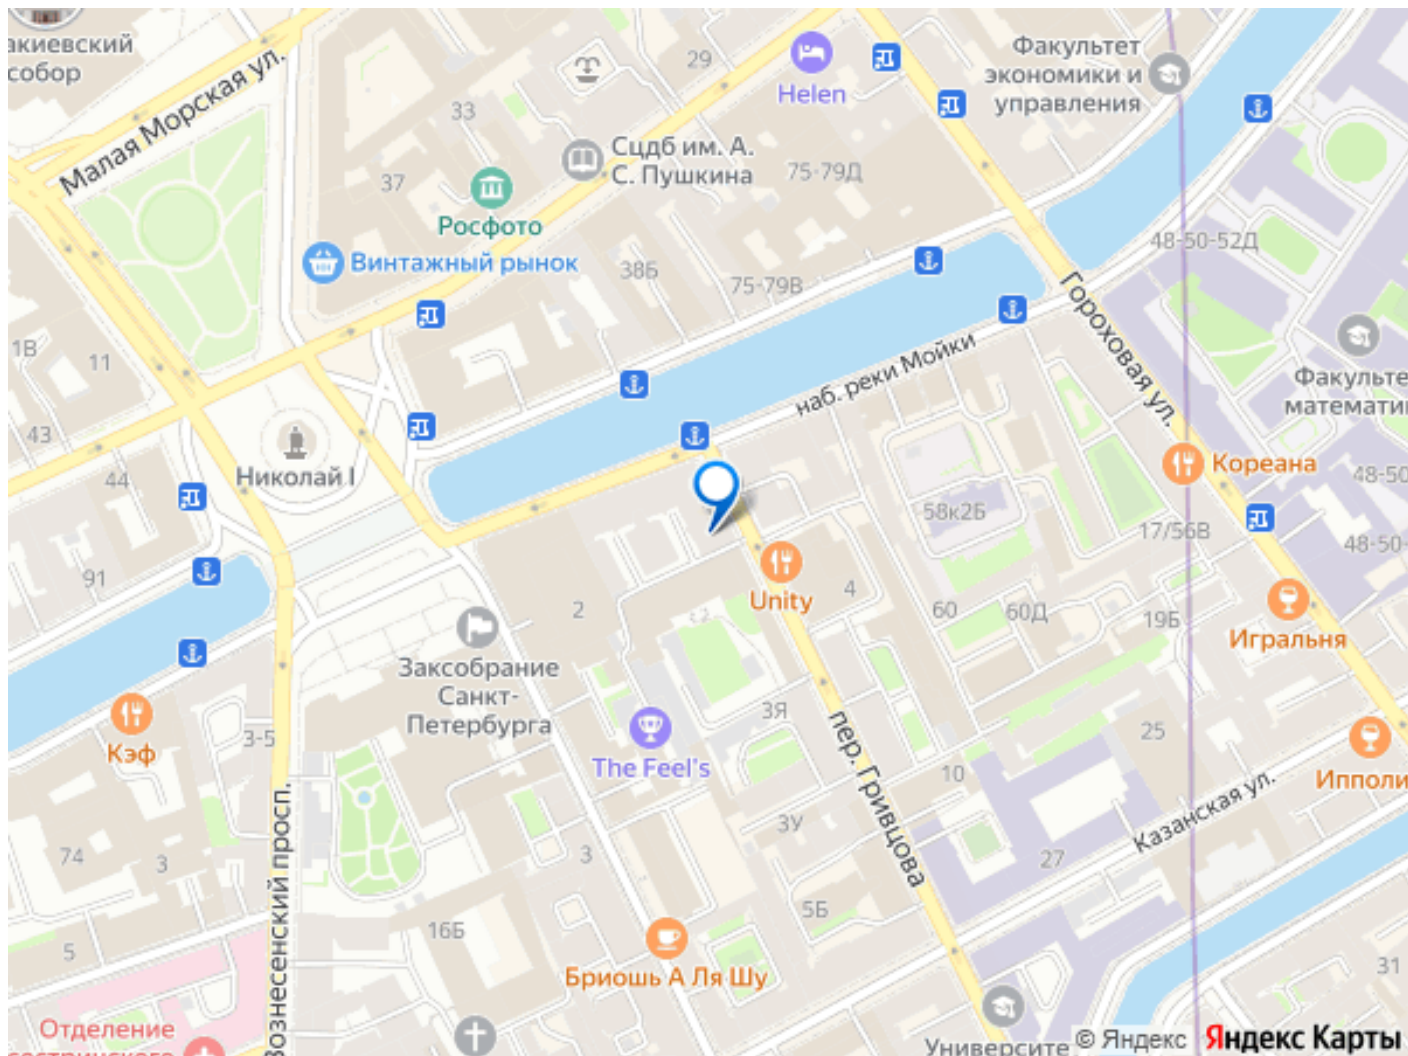 акиевский
собор
Малая Морская ул.
29
Helen
Факультет
экономики и
управления
33
37
Сцдб им. А.
С. Пушкина
75-79Д
Росфото
Винтажный рынок
38Б
75-79В
48-50-52Д
Гороховая ул.
1В
11
наб. реки Мойки
Факульте
математи
43
44
Николай I
Кореана
48-50
58к2Б
17/56В
48-50-
91
2
Unity
4
60
60Д
19Б
Игральня
Заксобрание
Санкт-
Петербурга
Кэф
3-5
3Я
The Feel's
пер. Гривцова
25
10
Ипполи
Казанская ул.
Вознесенский просп.
74
3
3
3У
27
5Б
16Б
5
Бриошь А Ля Шу
31
Отделение
сестринского
Университе
© Яндекс
Яндекс Карты